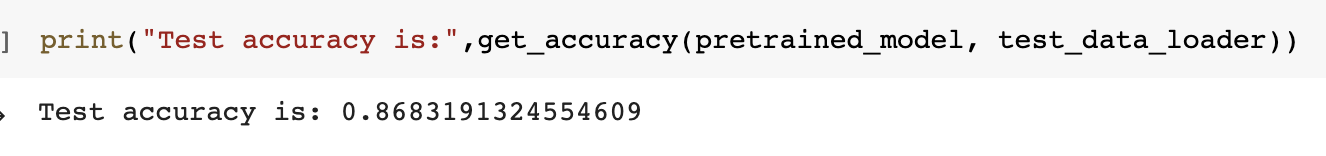 ] print("Test accuracy is:",get_accuracy(pretrained_model, test_data_loader))
Test accuracy is: 0.8683191324554609